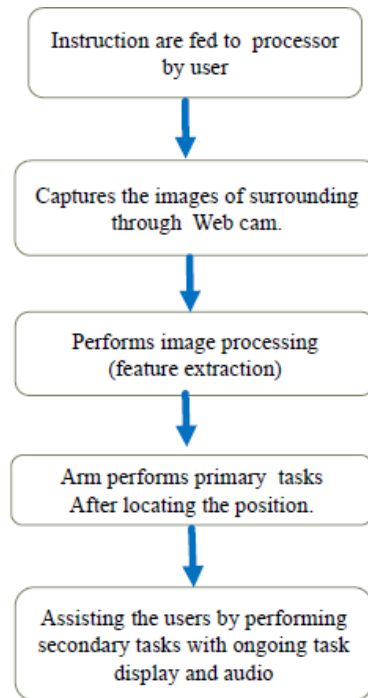 Instruction are fed to processor
by user
Captures the images of surrounding
through Web cam.
Performs image processing
(feature extraction)
Arm performs primary tasks
After locating the position.
Assisting the users by performing
secondary tasks with ongoing task
display and audio